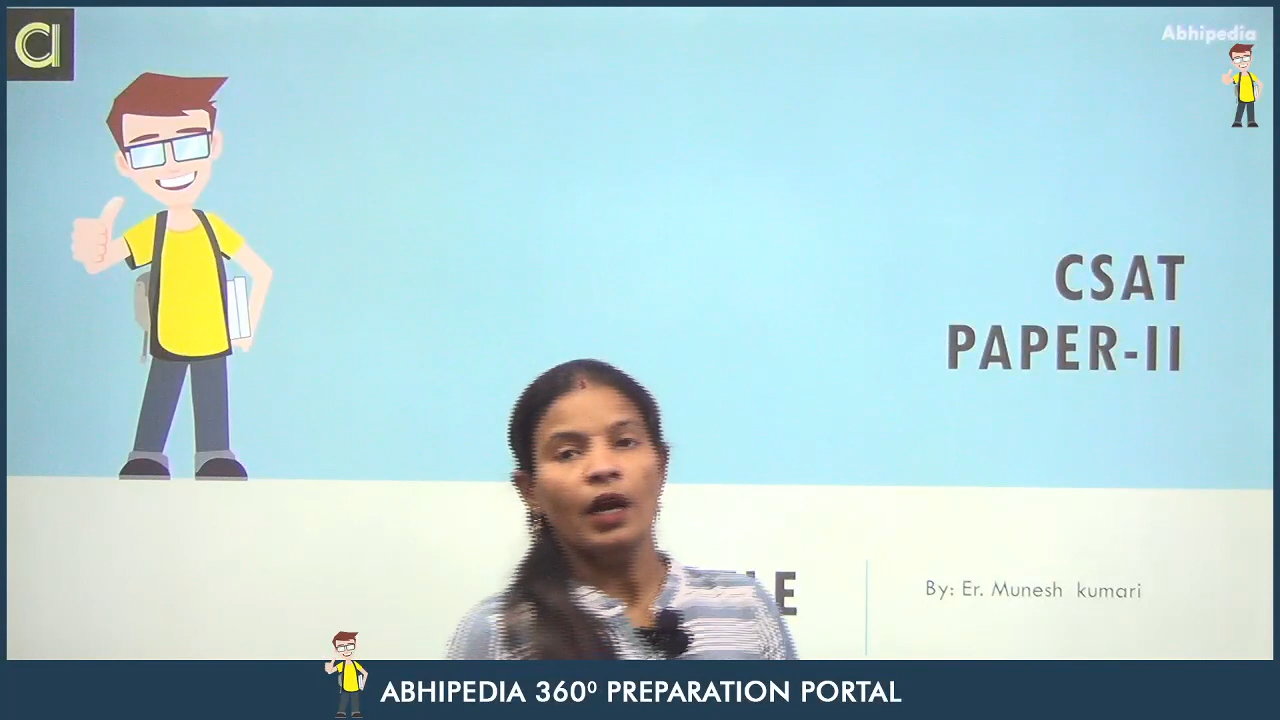 Abhipedia
CSAT
PAPER-II
By: Er. Munesh kumari
ABHIPEDIA 360⁰ PREPARATION PORTAL